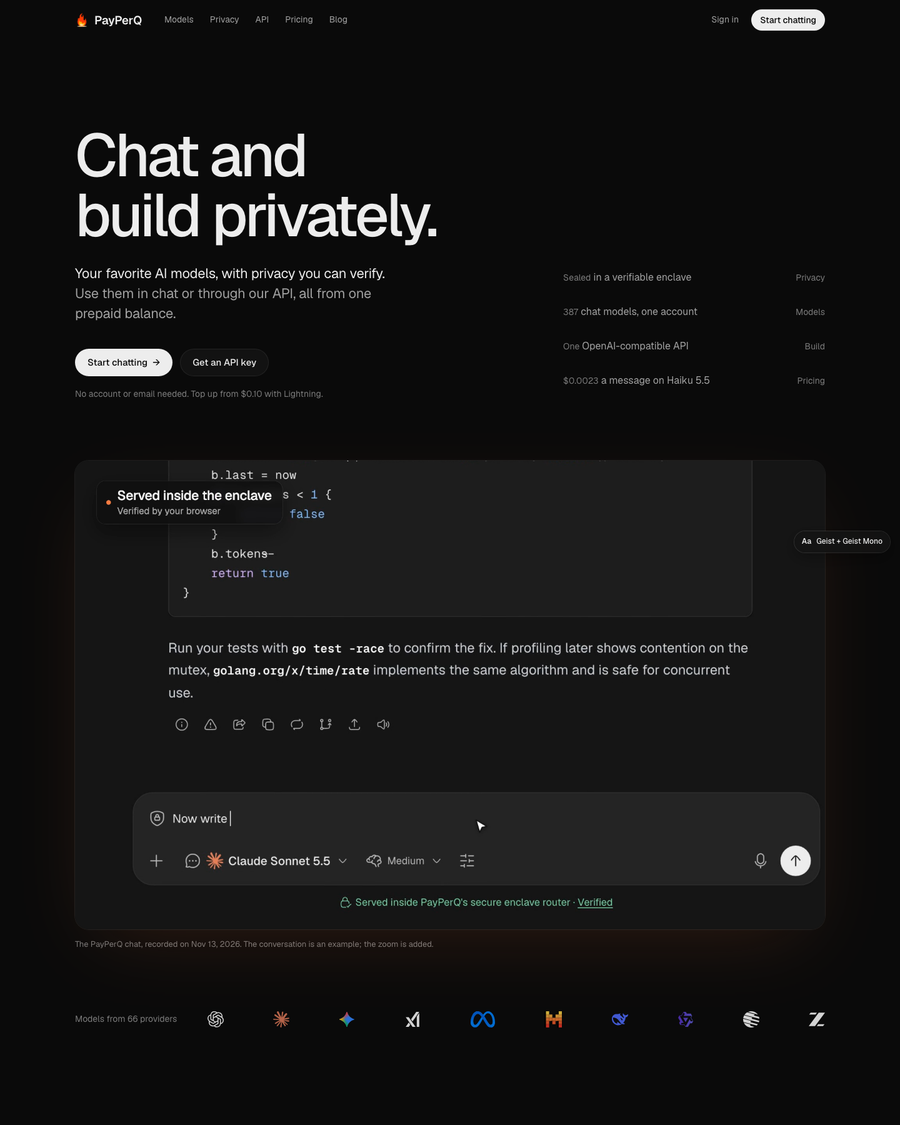 PayPerQ
Models Privacy API Pricing Blog
Sign in
Start chatting
Chat and
build privately.
Your favorite AI models, with privacy you can verify.
Use them in chat or through our API, all from one
prepaid balance.
Start chatting →
Get an API key
No account or email needed. Top up from $0.10 with Lightning.
Sealed in a verifiable enclave Privacy
387 chat models, one account Models
One OpenAI-compatible API Build
$0.0023 a message on Haiku 5.5 Pricing
b.last = now
Served inside the enclave
Verified by your browser
s < 1 {
false
}
b.tokens--
return true
}
Aa Geist + Geist Mono
Run your tests with go test -race to confirm the fix. If profiling later shows contention on the
mutex, golang.org/x/time/rate implements the same algorithm and is safe for concurrent
use.
Now write
Claude Sonnet 5.5
Medium
Served inside PayPerQ's secure enclave router · Verified
The PayPerQ chat, recorded on Nov 13, 2026. The conversation is an example; the zoom is added.
Models from 66 providers